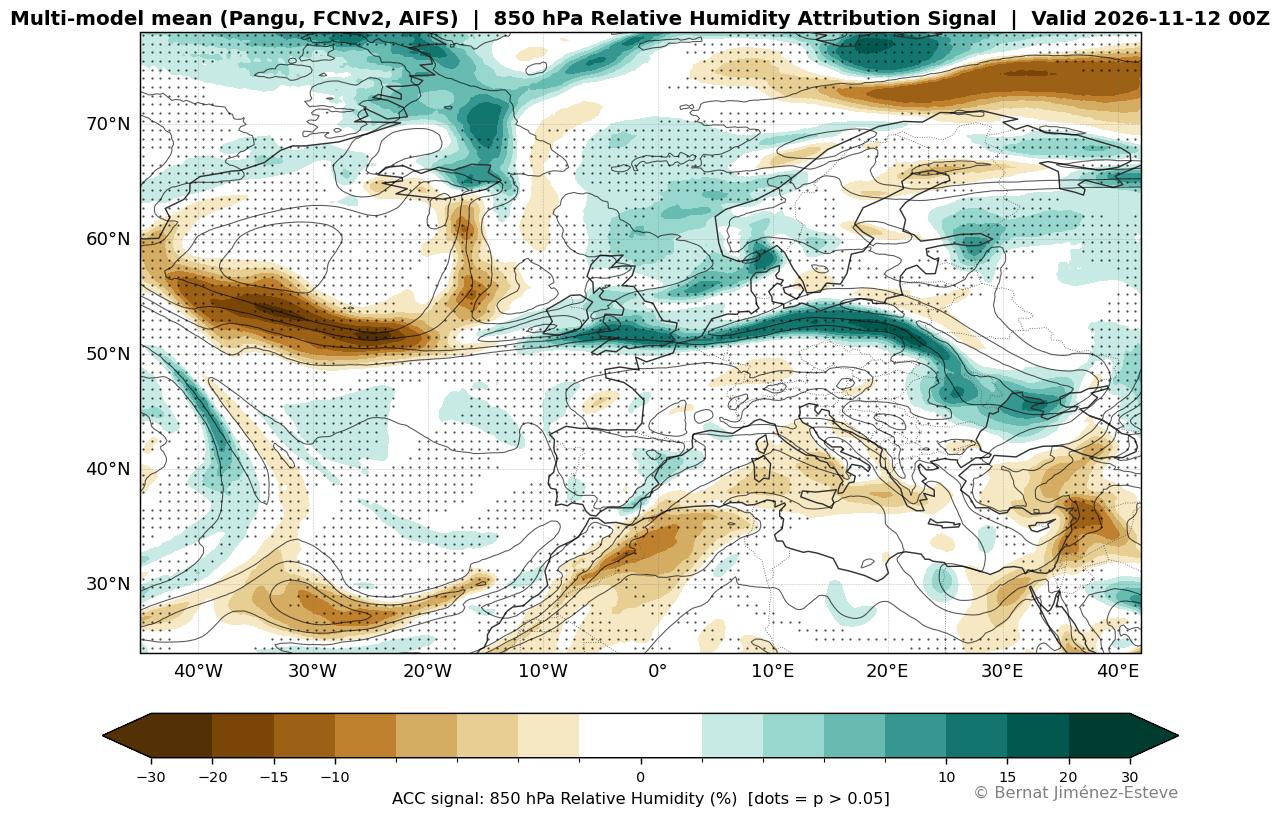 Multi-model mean (Pangu, FCNv2, AIFS) | 850 hPa Relative Humidity Attribution Signal | Valid 2026-11-12 00Z
70°N
60°N
50°N
40°N
30°N
40°W 30°W 20°W 10°W 0° 10°E 20°E 30°E 40°E
−30 −20 −15 −10 0 10 15 20 30
ACC signal: 850 hPa Relative Humidity (%) [dots = p > 0.05]
© Bernat Jiménez-Esteve